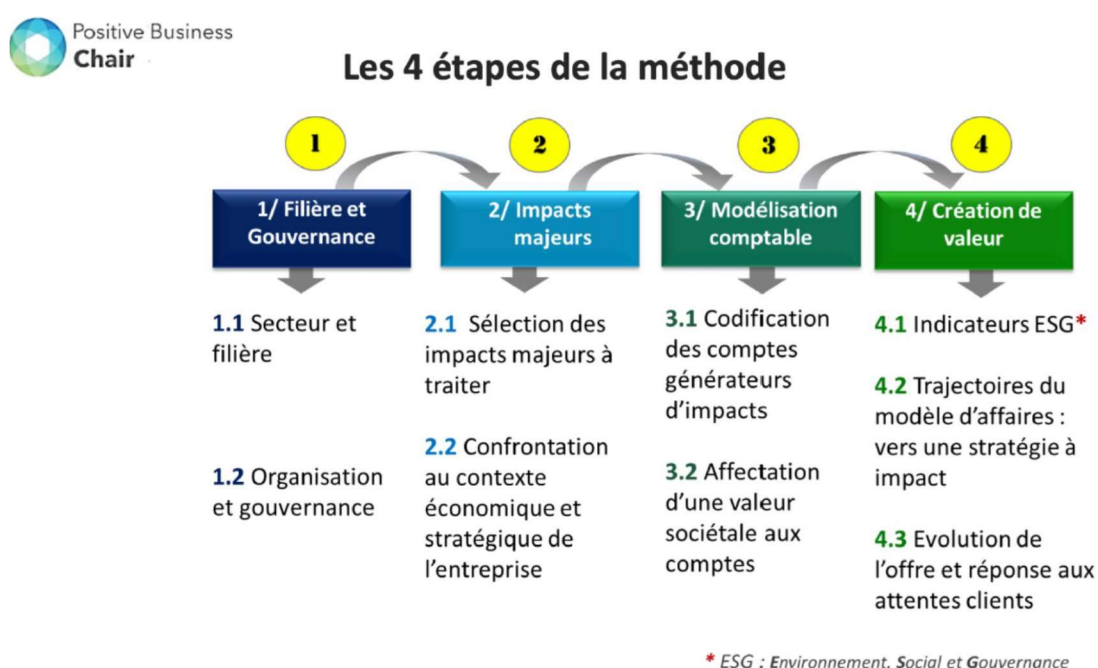 Positive Business
Chair
Les 4 étapes de la méthode
1
2
3
4
1/ Filière et
Gouvernance
2/ Impacts
majeurs
3/ Modélisation
comptable
4/ Création de
valeur
1.1 Secteur et
filière
1.2 Organisation
et gouvernance
2.1 Sélection des
impacts majeurs à
traiter
2.2 Confrontation
au contexte
économique et
stratégique de
l’entreprise
3.1 Codification
des comptes
générateurs
d’impacts
3.2 Affectation
d’une valeur
sociétale aux
comptes
4.1 Indicateurs ESG*
4.2 Trajectoires du
modèle d’affaires :
vers une stratégie à
impact
4.3 Evolution de
l’offre et réponse aux
attentes clients
* ESG : Environnement, Social et Gouvernance